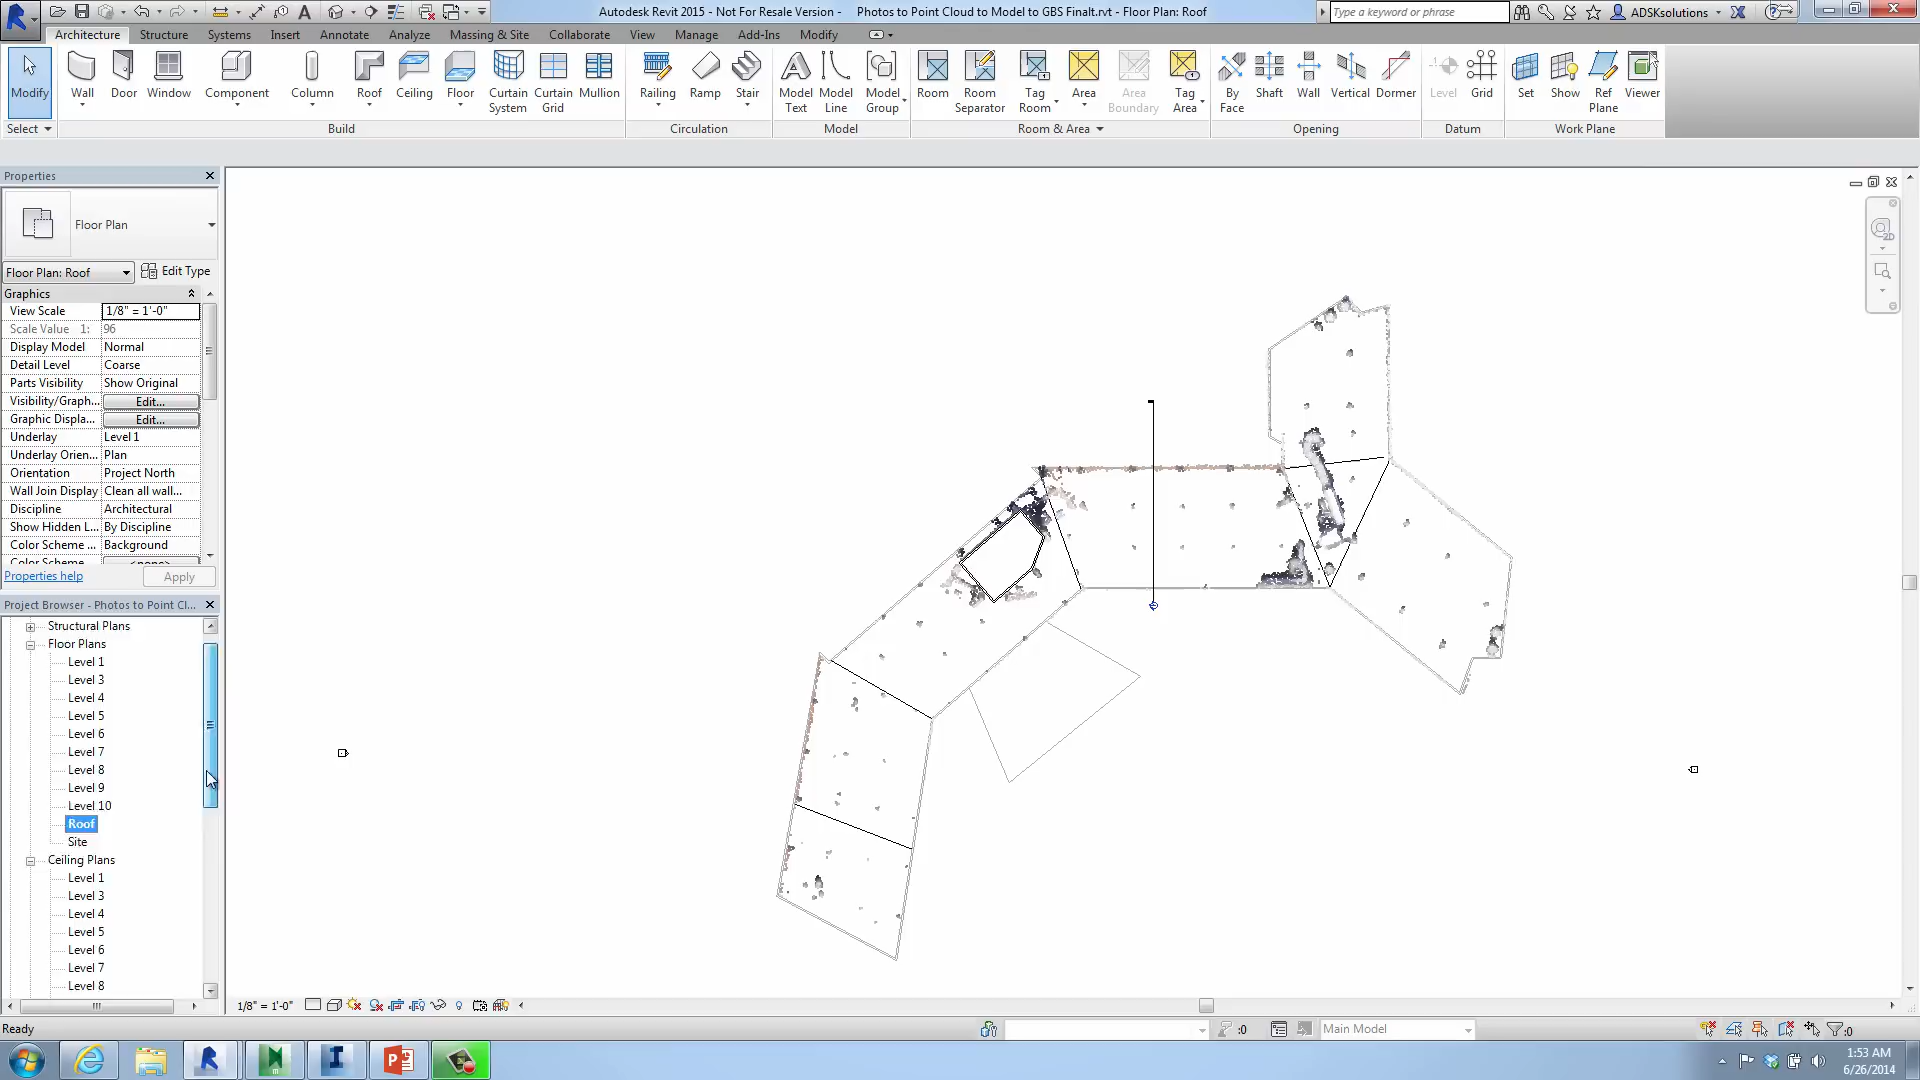 Autodesk Revit 2015 - Not For Resale Version - Photos to Point Cloud to Model to GBS Finalt.rvt - Floor Plan: Roof
Type a keyword or phrase
ADSKsolutions
Architecture Structure Systems Insert Annotate Analyze Massing & Site Collaborate View Manage Add-Ins Modify
Modify Wall Door Window Component Column Roof Ceiling Floor Curtain System Curtain Grid Mullion Railing Ramp Stair Model Text Model Line Model Group Room Room Separator Tag Room Area Area Boundary Tag Area By Face Shaft Wall Vertical Dormer Level Grid Set Show Ref Plane Viewer
Select Build Circulation Model Room & Area Opening Datum Work Plane
Properties
Floor Plan
Floor Plan: Roof Edit Type
Graphics
View Scale 1/8" = 1'-0"
Scale Value 1: 96
Display Model Normal
Detail Level Coarse
Parts Visibility Show Original
Visibility/Graph... Edit...
Graphic Displa... Edit...
Underlay Level 1
Underlay Orien... Plan
Orientation Project North
Wall Join Display Clean all wall...
Discipline Architectural
Show Hidden L... By Discipline
Color Scheme ... Background
Color Scheme <none>
Properties help Apply
Project Browser - Photos to Point Cl...
Structural Plans
Floor Plans
Level 1
Level 3
Level 4
Level 5
Level 6
Level 7
Level 8
Level 9
Level 10
Roof
Site
Ceiling Plans
Level 1
Level 3
Level 4
Level 5
Level 6
Level 7
Level 8
1/8" = 1'-0"
Ready
:0
Main Model
:0
1:53 AM
6/26/2014